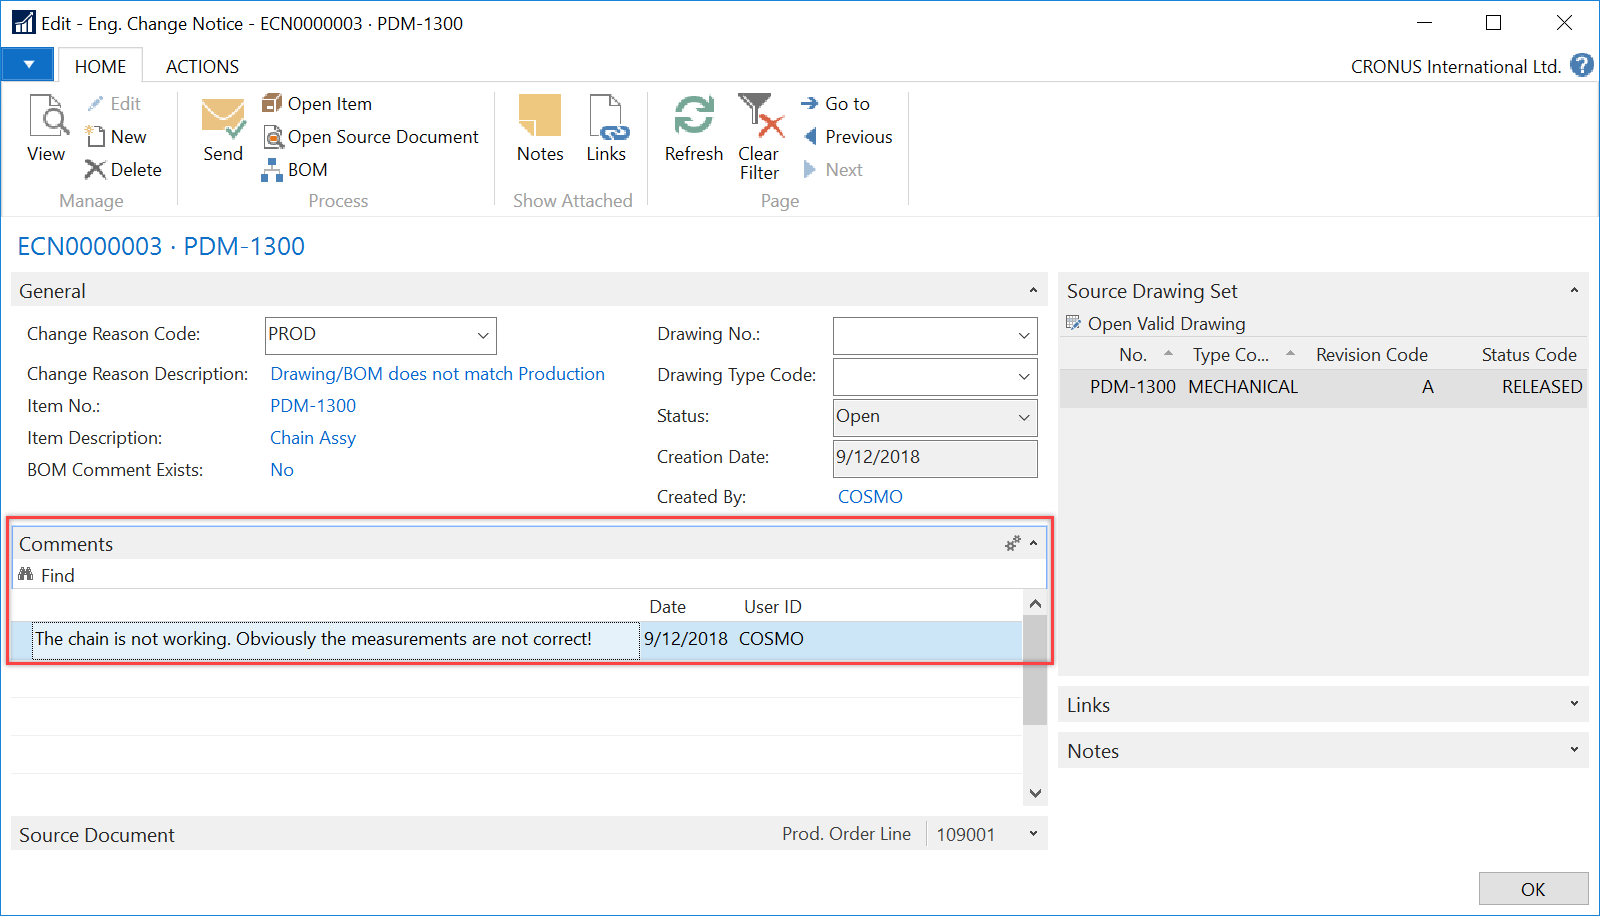 Edit - Eng. Change Notice - ECN0000003 · PDM-1300
HOME
ACTIONS
CRONUS International Ltd.
?
View
Edit
New
Delete
Manage
Send
Open Item
Open Source Document
BOM
Process
Notes
Links
Show Attached
Refresh
Clear
Filter
Go to
Previous
Next
Page
ECN0000003 · PDM-1300
General
Change Reason Code: PROD
Change Reason Description: Drawing/BOM does not match Production
Item No.: PDM-1300
Item Description: Chain Assy
BOM Comment Exists: No
Drawing No.:
Drawing Type Code:
Status: Open
Creation Date: 9/12/2018
Created By: COSMO
Comments
Find
Date User ID
The chain is not working. Obviously the measurements are not correct! 9/12/2018 COSMO
Source Document Prod. Order Line 109001
Source Drawing Set
Open Valid Drawing
No. Type Co... Revision Code Status Code
PDM-1300 MECHANICAL A RELEASED
Links
Notes
OK